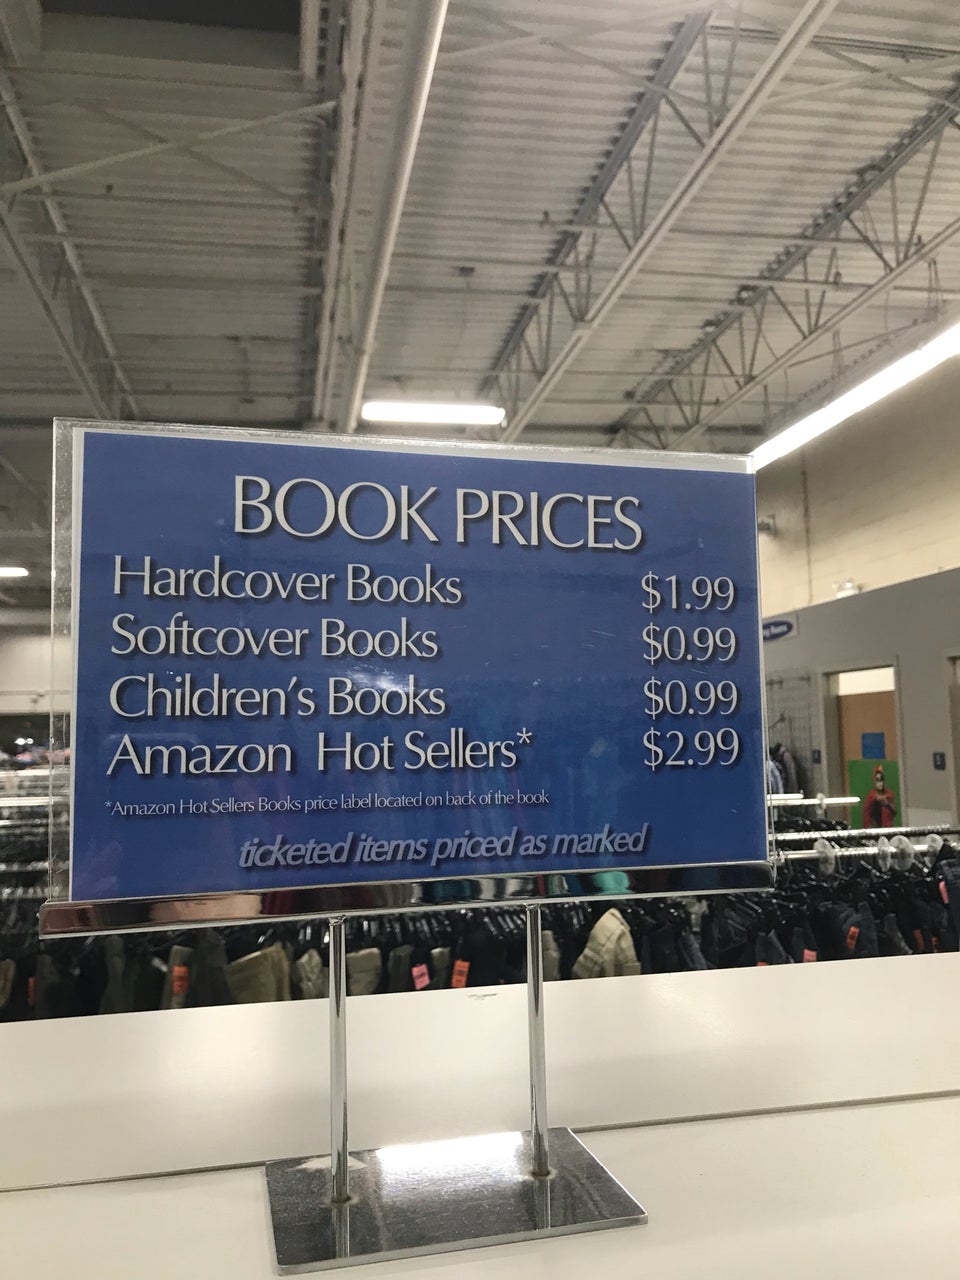 BOOK PRICES
Hardcover Books $1.99
Softcover Books $0.99
Children's Books $0.99
Amazon Hot Sellers* $2.99
*Amazon Hot Sellers Books price label located on back of the book
ticketed items priced as marked